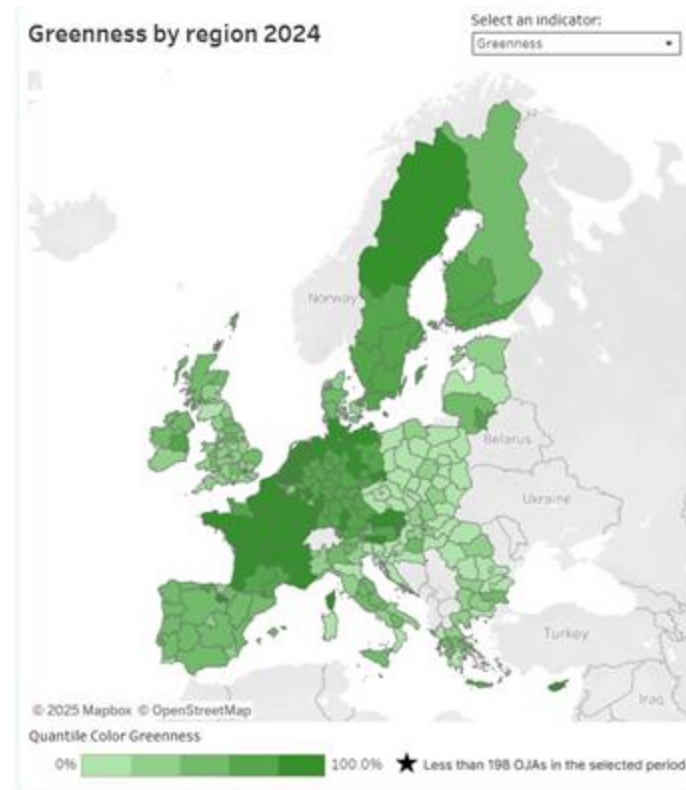 Select an indicator:
Greenness by region 2024
Greenness
Norway
Belarus
Ukraine
Turkey
Iraq
© 2025 Mapbox © OpenStreetMap
Quantile Color Greenness
0%
100.0%
Less than 198 OJAs in the selected period